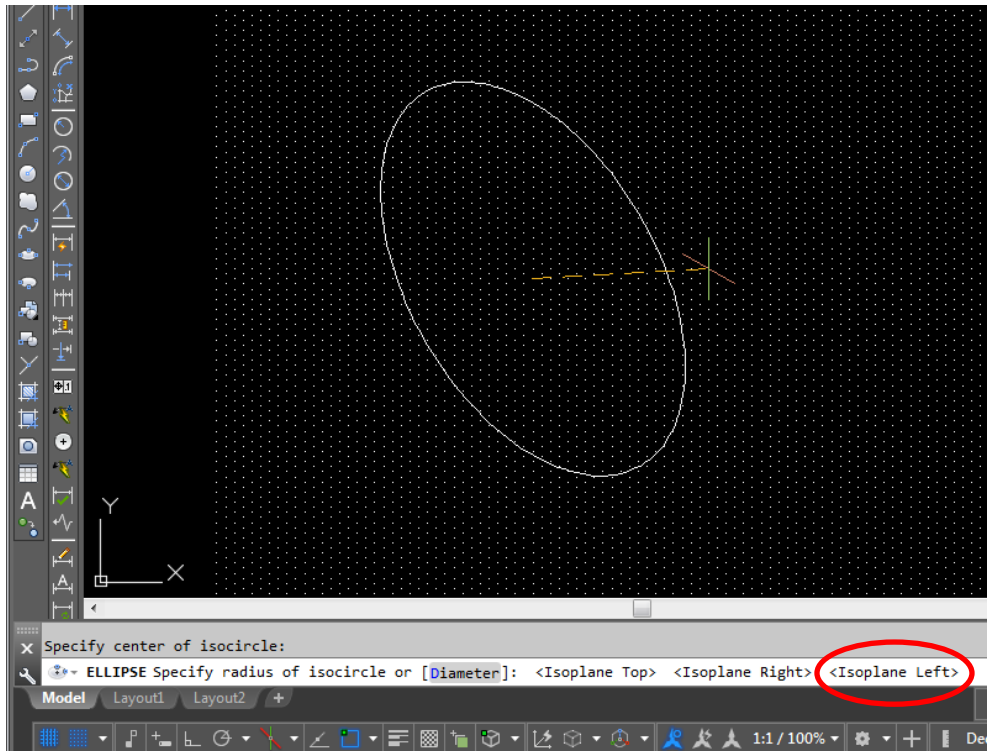 Y
X
A
A
Specify center of isocircle:
ELLIPSE Specify radius of isocircle or [Diameter]: <Isoplane Top> <Isoplane Right> <Isoplane Left>
Model Layout1 Layout2 +
1:1 / 100%